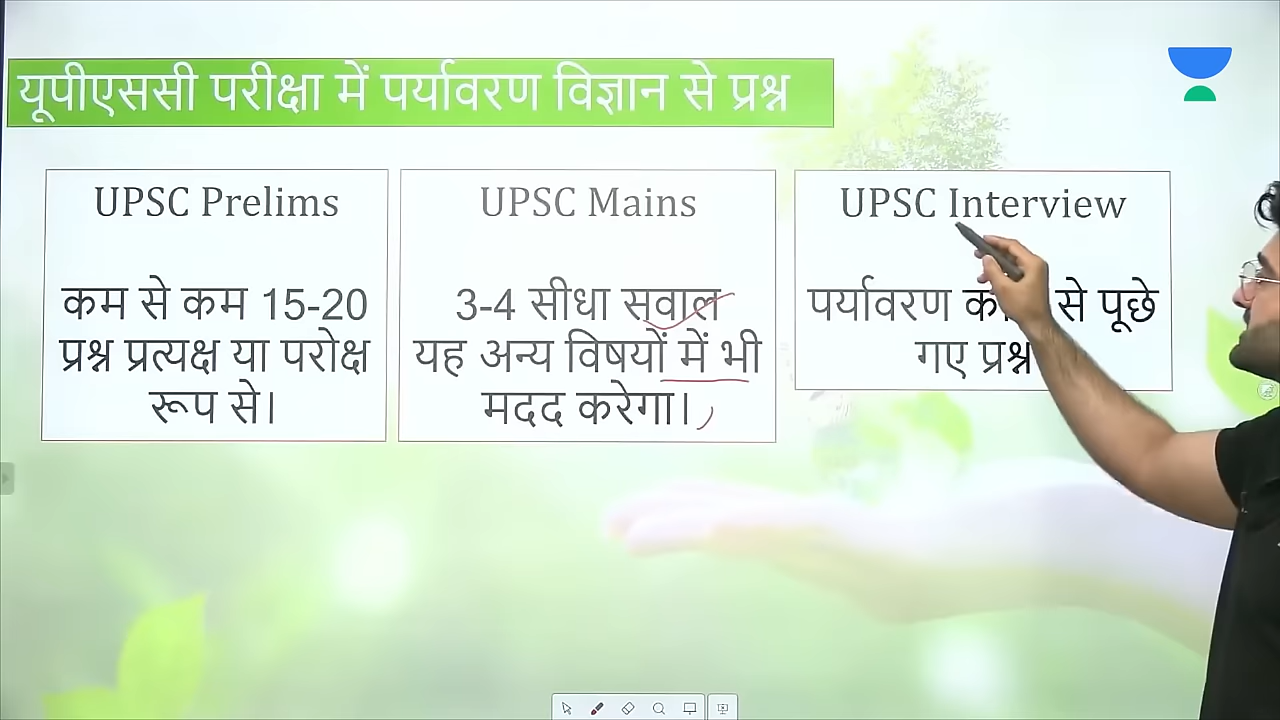 यूपीएससी परीक्षा में पर्यावरण विज्ञान से प्रश्न
UPSC Prelims
कम से कम 15-20
प्रश्न प्रत्यक्ष या परोक्ष
रूप से।
UPSC Mains
3-4 सीधा सवाल
यह अन्य विषयों में भी
मदद करेगा।
UPSC Interview
पर्यावरण से पूछे
गए प्रश्न